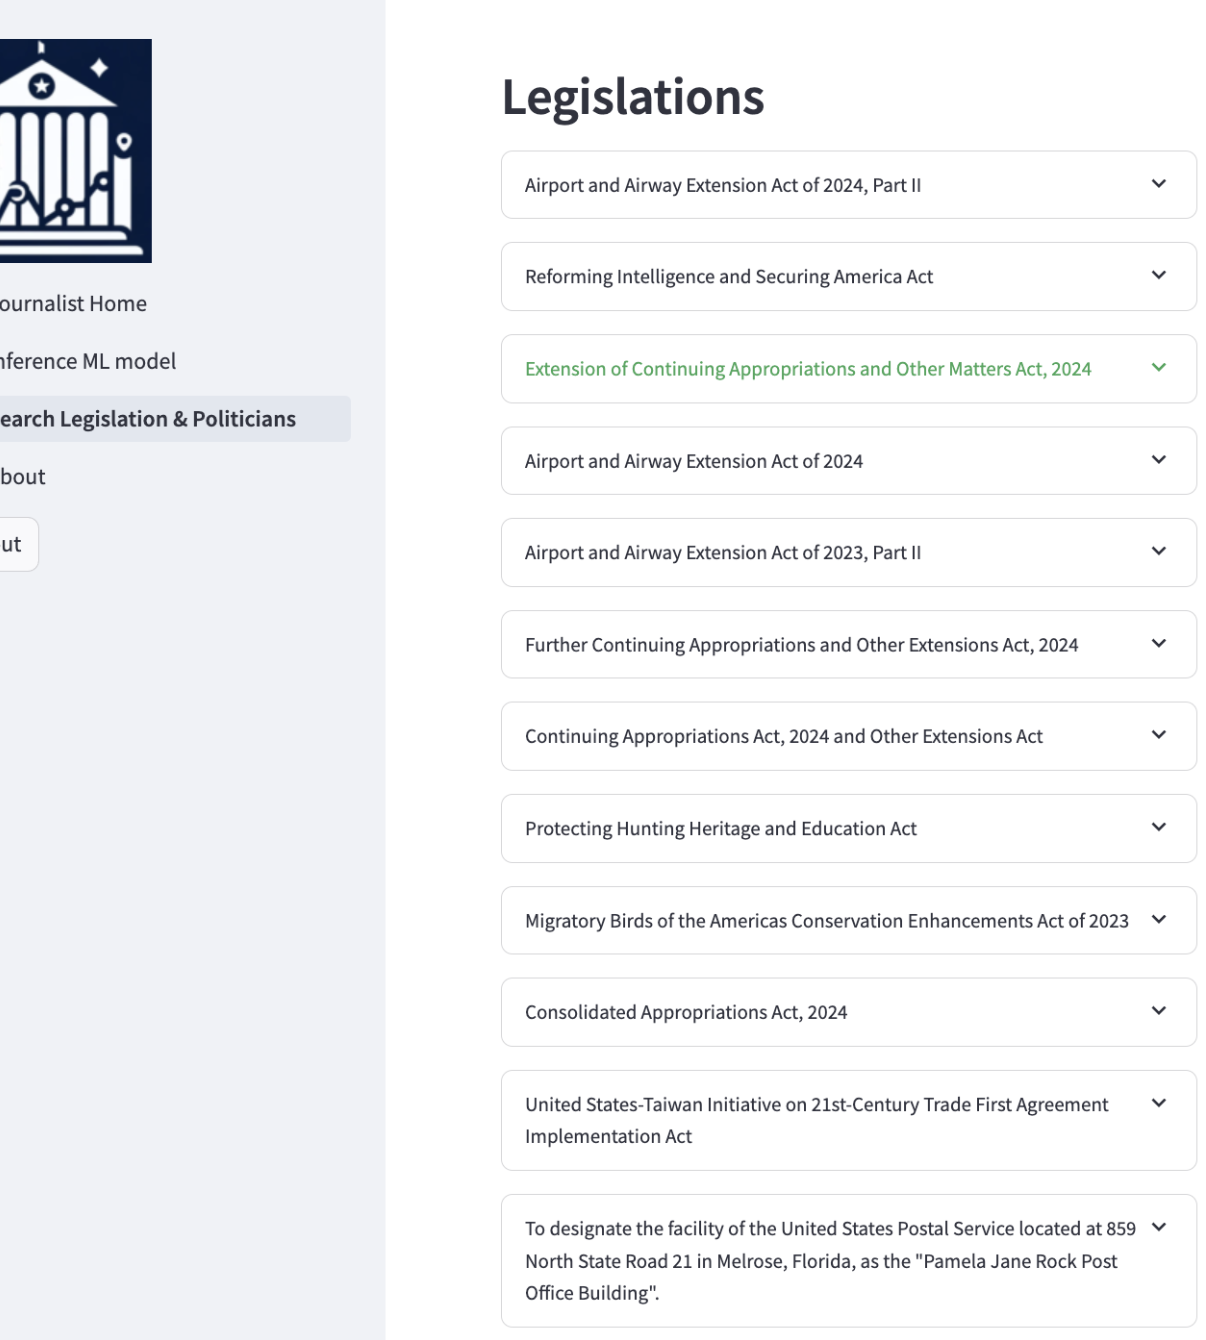 ournalist Home
nference ML model
earch Legislation & Politicians
bout
ut
Legislations
Airport and Airway Extension Act of 2024, Part II
Reforming Intelligence and Securing America Act
Extension of Continuing Appropriations and Other Matters Act, 2024
Airport and Airway Extension Act of 2024
Airport and Airway Extension Act of 2023, Part II
Further Continuing Appropriations and Other Extensions Act, 2024
Continuing Appropriations Act, 2024 and Other Extensions Act
Protecting Hunting Heritage and Education Act
Migratory Birds of the Americas Conservation Enhancements Act of 2023
Consolidated Appropriations Act, 2024
United States-Taiwan Initiative on 21st-Century Trade First Agreement
Implementation Act
To designate the facility of the United States Postal Service located at 859
North State Road 21 in Melrose, Florida, as the "Pamela Jane Rock Post
Office Building".